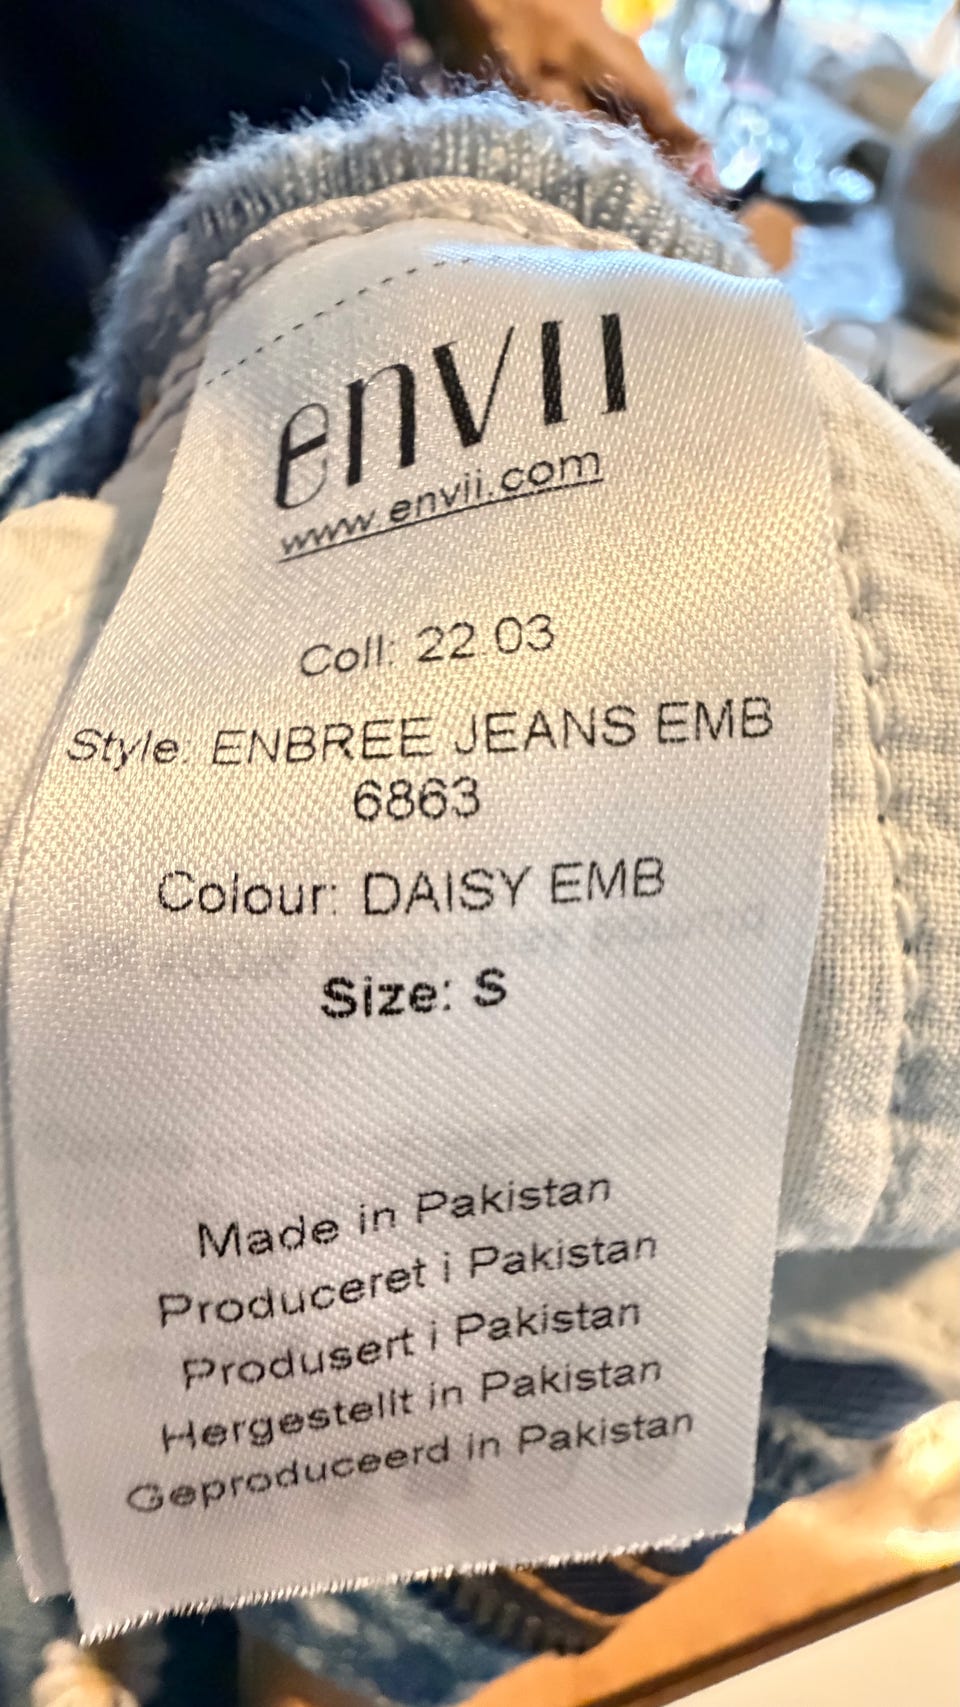 envii
www.envii.com
Coll: 22.03
Style: ENBREE JEANS EMB
6863
Colour: DAISY EMB
Size: S
Made in Pakistan
Produceret i Pakistan
Produsert i Pakistan
Hergestellt in Pakistan
Geproduceerd in Pakistan